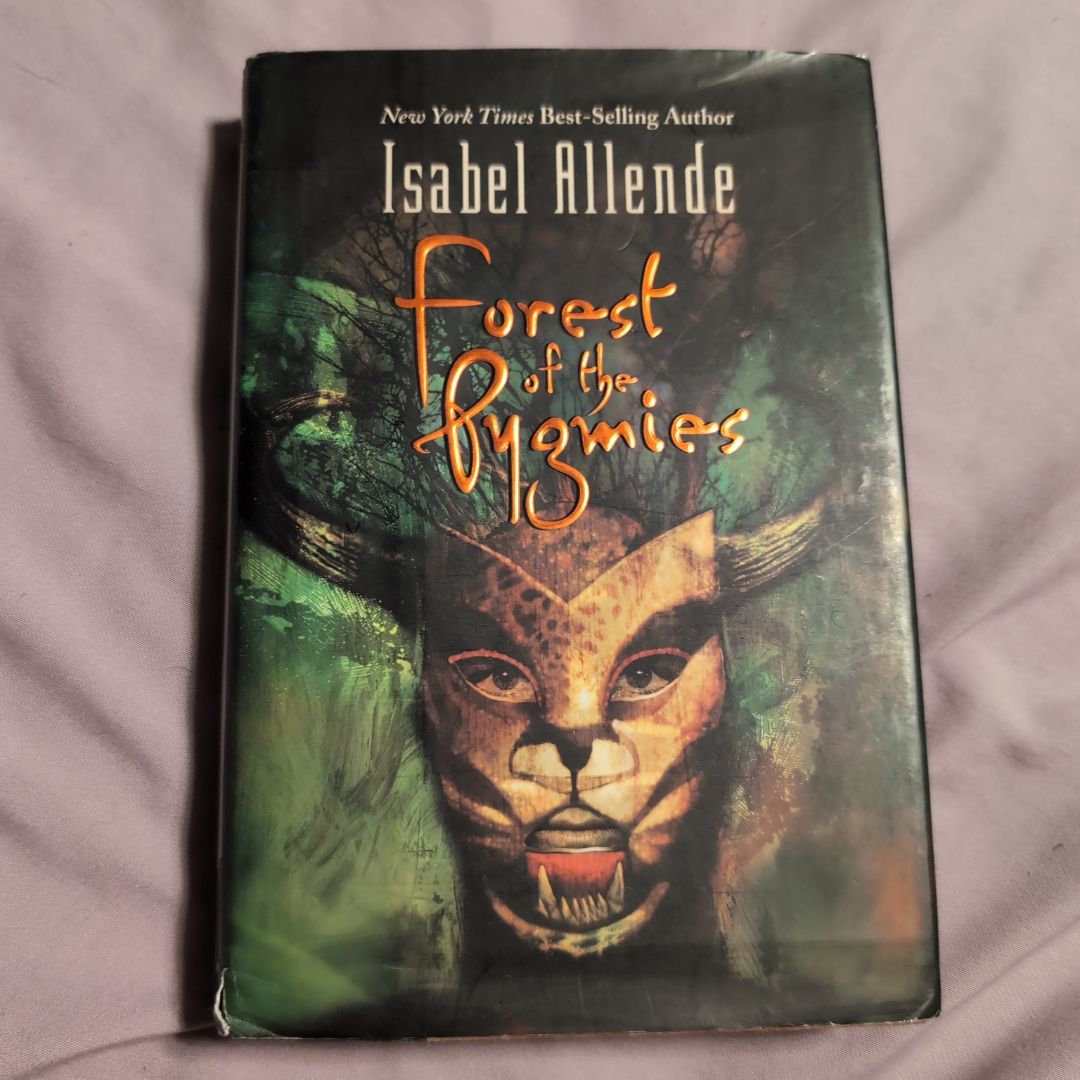 New York Times Best-Selling Author
Isabel Allende
Forest
of the
Pygmies